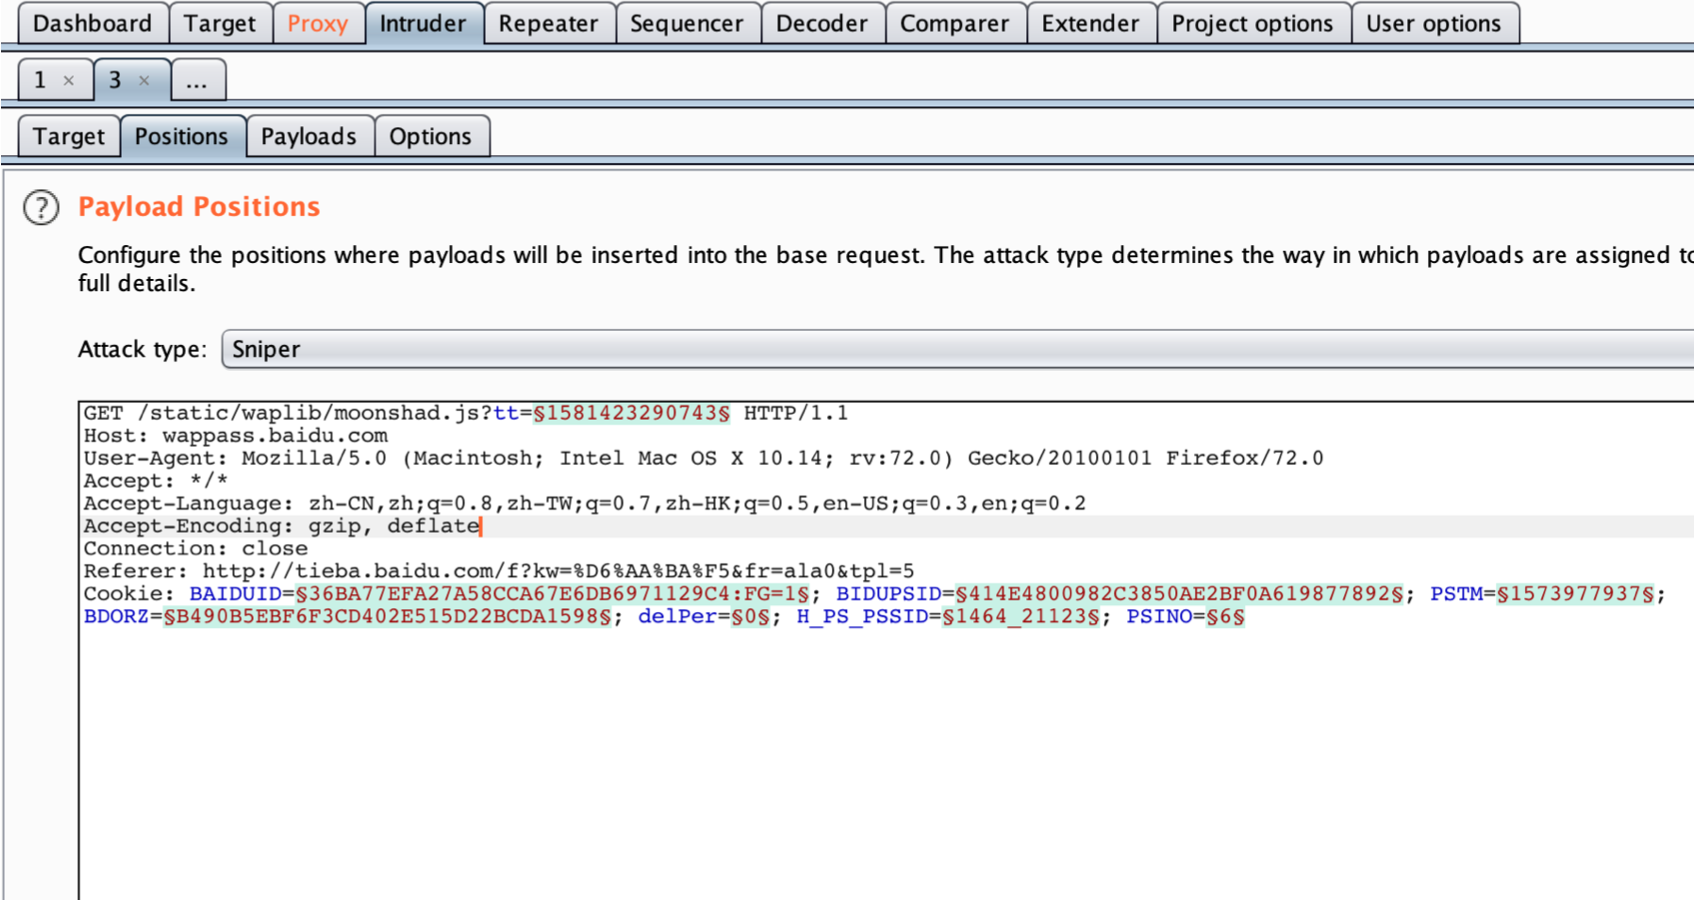 Dashboard Target Proxy Intruder Repeater Sequencer Decoder Comparer Extender Project options User options
1 × 3 × ...
Target Positions Payloads Options
? Payload Positions
Configure the positions where payloads will be inserted into the base request. The attack type determines the way in which payloads are assigned to
full details.
Attack type: Sniper
GET /static/waplib/moonshad.js?tt=§1581423290743§ HTTP/1.1
Host: wappass.baidu.com
User-Agent: Mozilla/5.0 (Macintosh; Intel Mac OS X 10.14; rv:72.0) Gecko/20100101 Firefox/72.0
Accept: */*
Accept-Language: zh-CN,zh;q=0.8,zh-TW;q=0.7,zh-HK;q=0.5,en-US;q=0.3,en;q=0.2
Accept-Encoding: gzip, deflate
Connection: close
Referer: http://tieba.baidu.com/f?kw=%D6%AA%BA%F5&fr=ala0&tpl=5
Cookie: BAIDUID=§36BA77EFA27A58CCA67E6DB6971129C4:FG=1§; BIDUPSID=§414E4800982C3850AE2BF0A619877892§; PSTM=§1573977937§;
BDORZ=§B490B5EBF6F3CD402E515D22BCDA1598§; delPer=§0§; H_PS_PSSID=§1464_21123§; PSINO=§6§